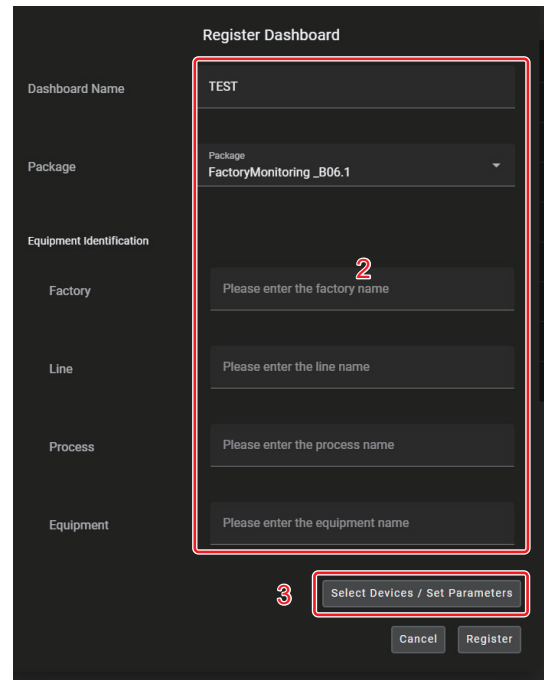 Register Dashboard
Dashboard Name
TEST
Package
Package
FactoryMonitoring _B06.1
Equipment Identification
2
Factory
Please enter the factory name
Line
Please enter the line name
Process
Please enter the process name
Equipment
Please enter the equipment name
3
Select Devices / Set Parameters
Cancel
Register